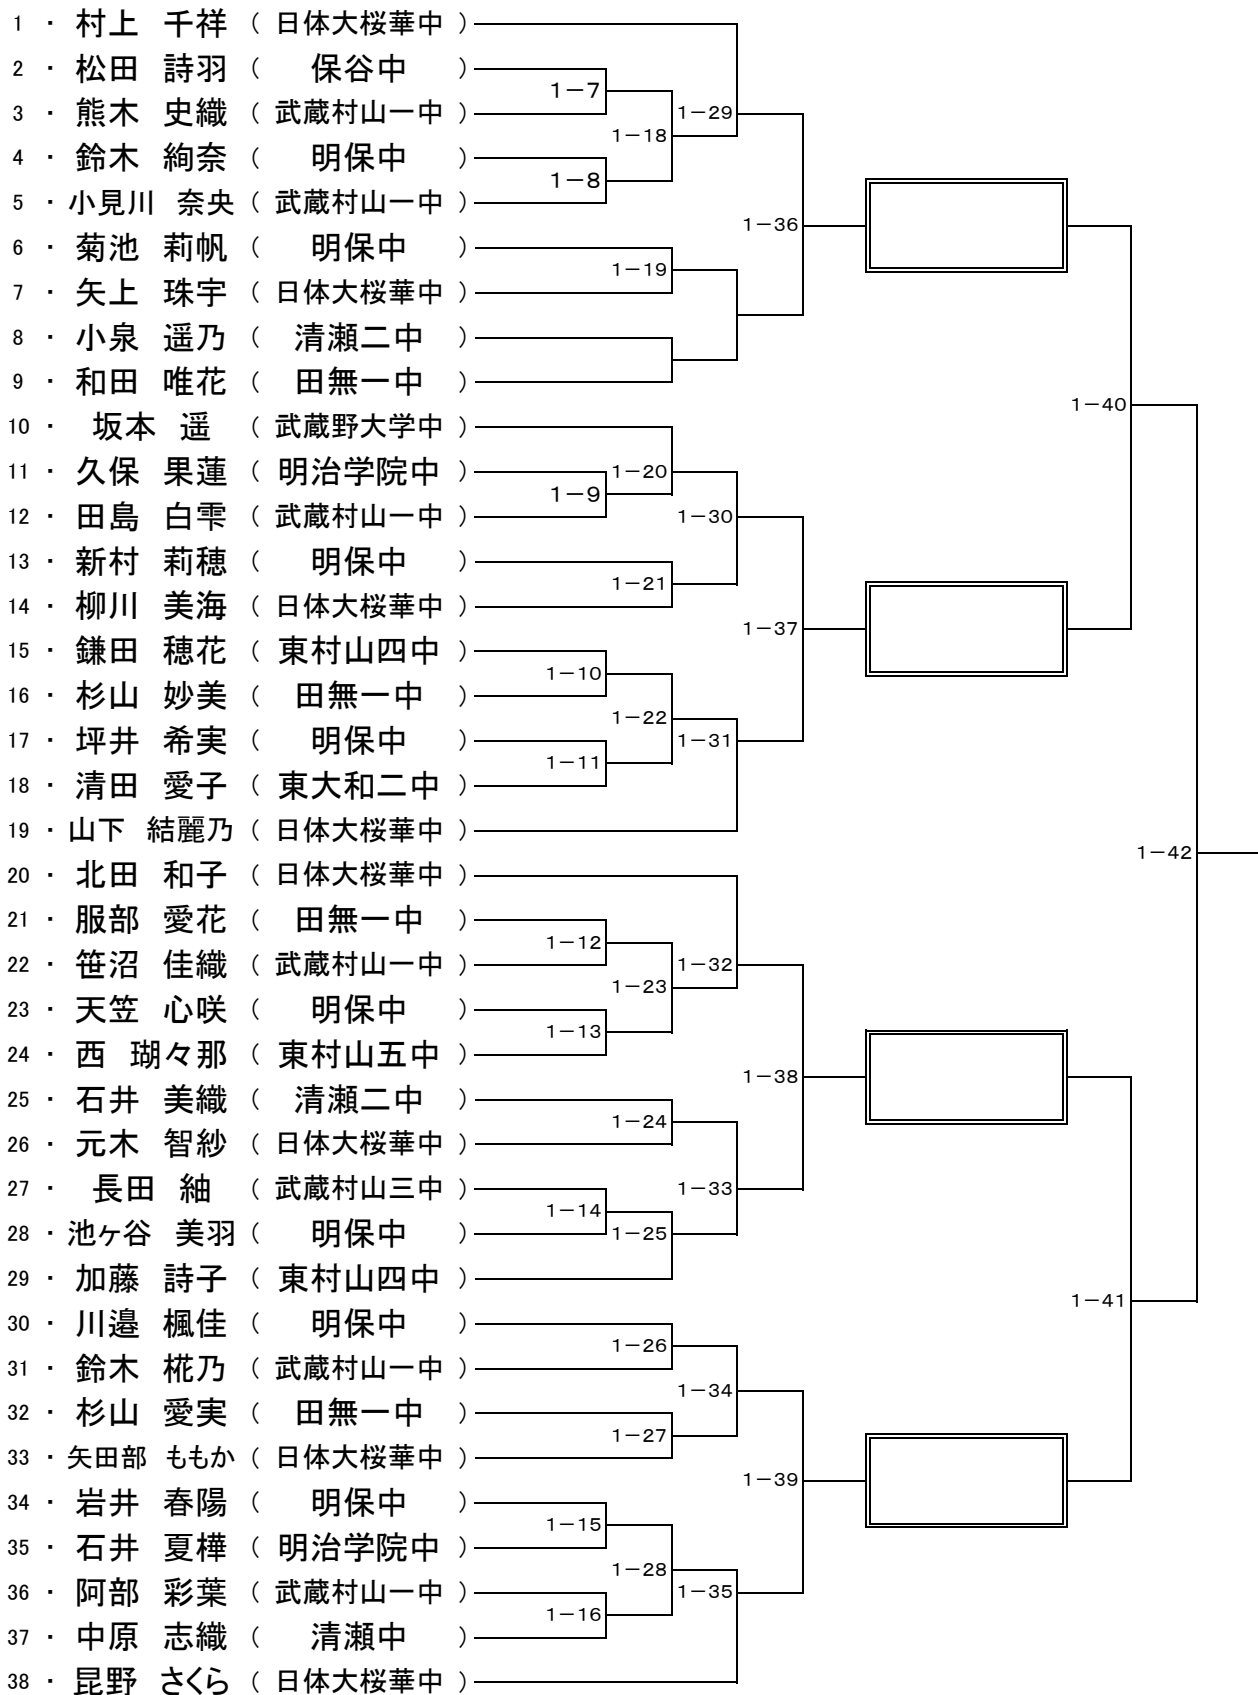 1 ・ 村上 千祥 ( 日体大桜華中 )
2 ・ 松田 詩羽 ( 保谷中 )
1－7
3 ・ 熊木 史織 ( 武蔵村山一中 ) 1－29
1－18
4 ・ 鈴木 絢奈 ( 明保中 )
1－8
5 ・ 小見川 奈央 ( 武蔵村山一中 )
1－36
6 ・ 菊池 莉帆 ( 明保中 )
1－19
7 ・ 矢上 珠宇 ( 日体大桜華中 )
8 ・ 小泉 遥乃 ( 清瀬二中 )
9 ・ 和田 唯花 ( 田無一中 )
1－40
10 ・ 坂本 遥 ( 武蔵野大学中 )
11 ・ 久保 果蓮 ( 明治学院中 ) 1－20
1－9
12 ・ 田島 白雫 ( 武蔵村山一中 ) 1－30
13 ・ 新村 莉穂 ( 明保中 )
1－21
14 ・ 柳川 美海 ( 日体大桜華中 )
1－37
15 ・ 鎌田 穂花 ( 東村山四中 )
1－10
16 ・ 杉山 妙美 ( 田無一中 )
1－22
17 ・ 坪井 希実 ( 明保中 ) 1－31
1－11
18 ・ 清田 愛子 ( 東大和二中 )
19 ・ 山下 結麗乃 ( 日体大桜華中 )
1－42
20 ・ 北田 和子 ( 日体大桜華中 )
21 ・ 服部 愛花 ( 田無一中 )
1－12
22 ・ 笹沼 佳織 ( 武蔵村山一中 ) 1－32
1－23
23 ・ 天笠 心咲 ( 明保中 )
1－13
24 ・ 西 瑚々那 ( 東村山五中 )
1－38
25 ・ 石井 美織 ( 清瀬二中 )
1－24
26 ・ 元木 智紗 ( 日体大桜華中 )
27 ・ 長田 紬 ( 武蔵村山三中 ) 1－33
1－14
28 ・ 池ヶ谷 美羽 ( 明保中 ) 1－25
29 ・ 加藤 詩子 ( 東村山四中 )
1－41
30 ・ 川邉 楓佳 ( 明保中 )
1－26
31 ・ 鈴木 椛乃 ( 武蔵村山一中 )
1－34
32 ・ 杉山 愛実 ( 田無一中 )
1－27
33 ・ 矢田部 ももか ( 日体大桜華中 )
1－39
34 ・ 岩井 春陽 ( 明保中 )
1－15
35 ・ 石井 夏樺 ( 明治学院中 )
1－28
36 ・ 阿部 彩葉 ( 武蔵村山一中 ) 1－35
1－16
37 ・ 中原 志織 ( 清瀬中 )
38 ・ 昆野 さくら ( 日体大桜華中 )